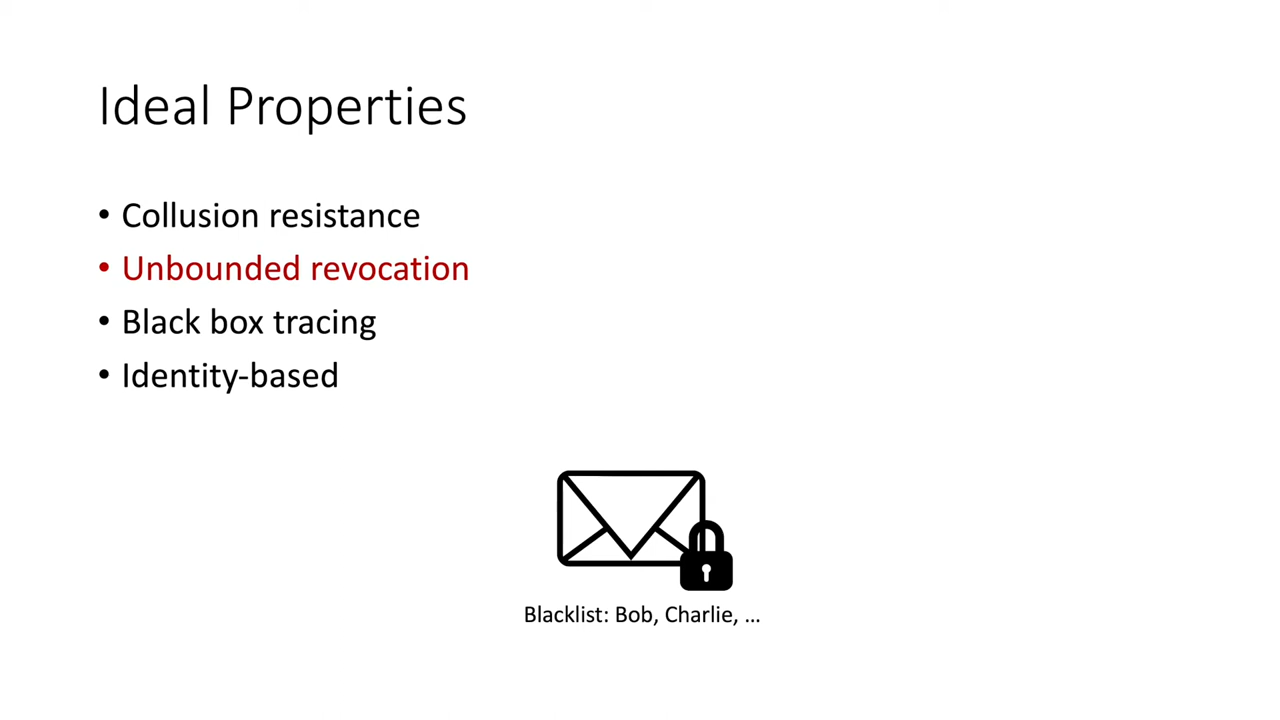 Ideal Properties
• Collusion resistance
• Unbounded revocation
• Black box tracing
• Identity-based
Blacklist: Bob, Charlie, ...